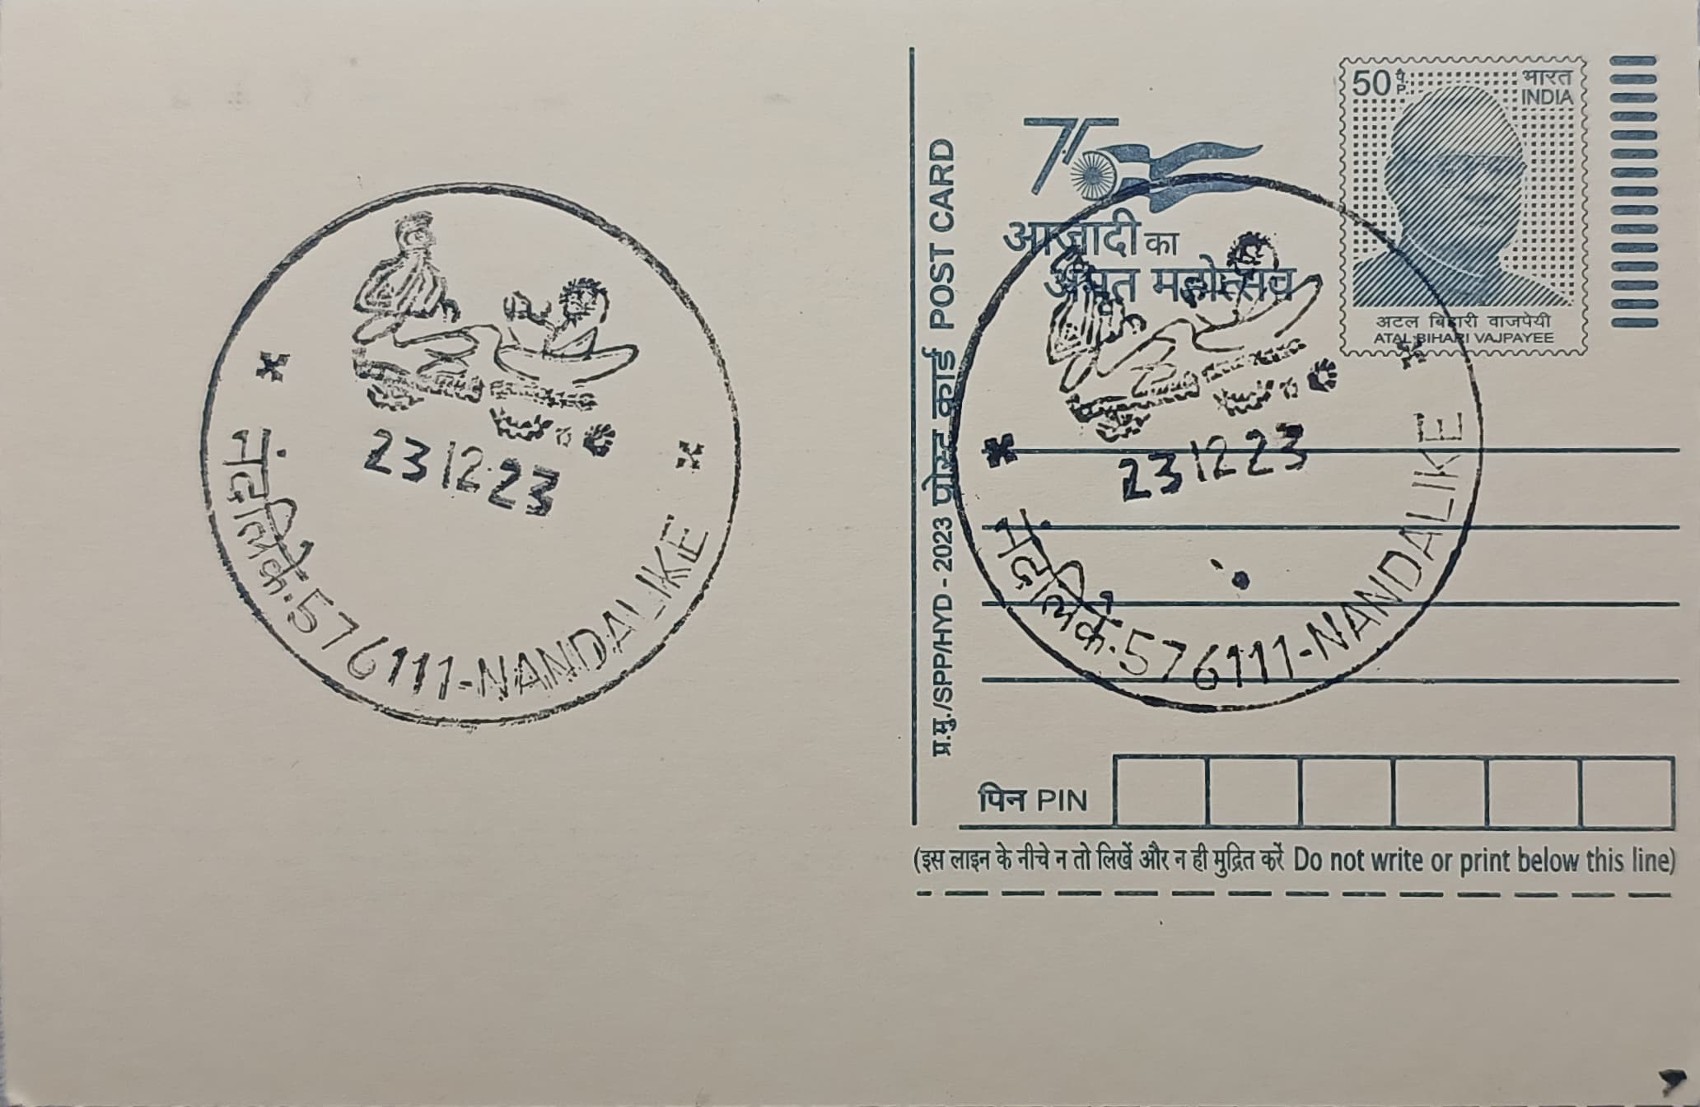 23 12 23
नंदलिके.576111-NANDALIKE
50 पै. P.
भारत
INDIA
अटल बिहारी वाजपेयी
ATAL BIHARI VAJPAYEE
75
आज़ादी का
अमृत महोत्सव
प्र.मु./SPP/HYD - 2023 पोस्ट कार्ड POST CARD
23 12 23
नंदलिके.576111-NANDALIKE
पिन PIN
(इस लाइन के नीचे न तो लिखें और न ही मुद्रित करें Do not write or print below this line)